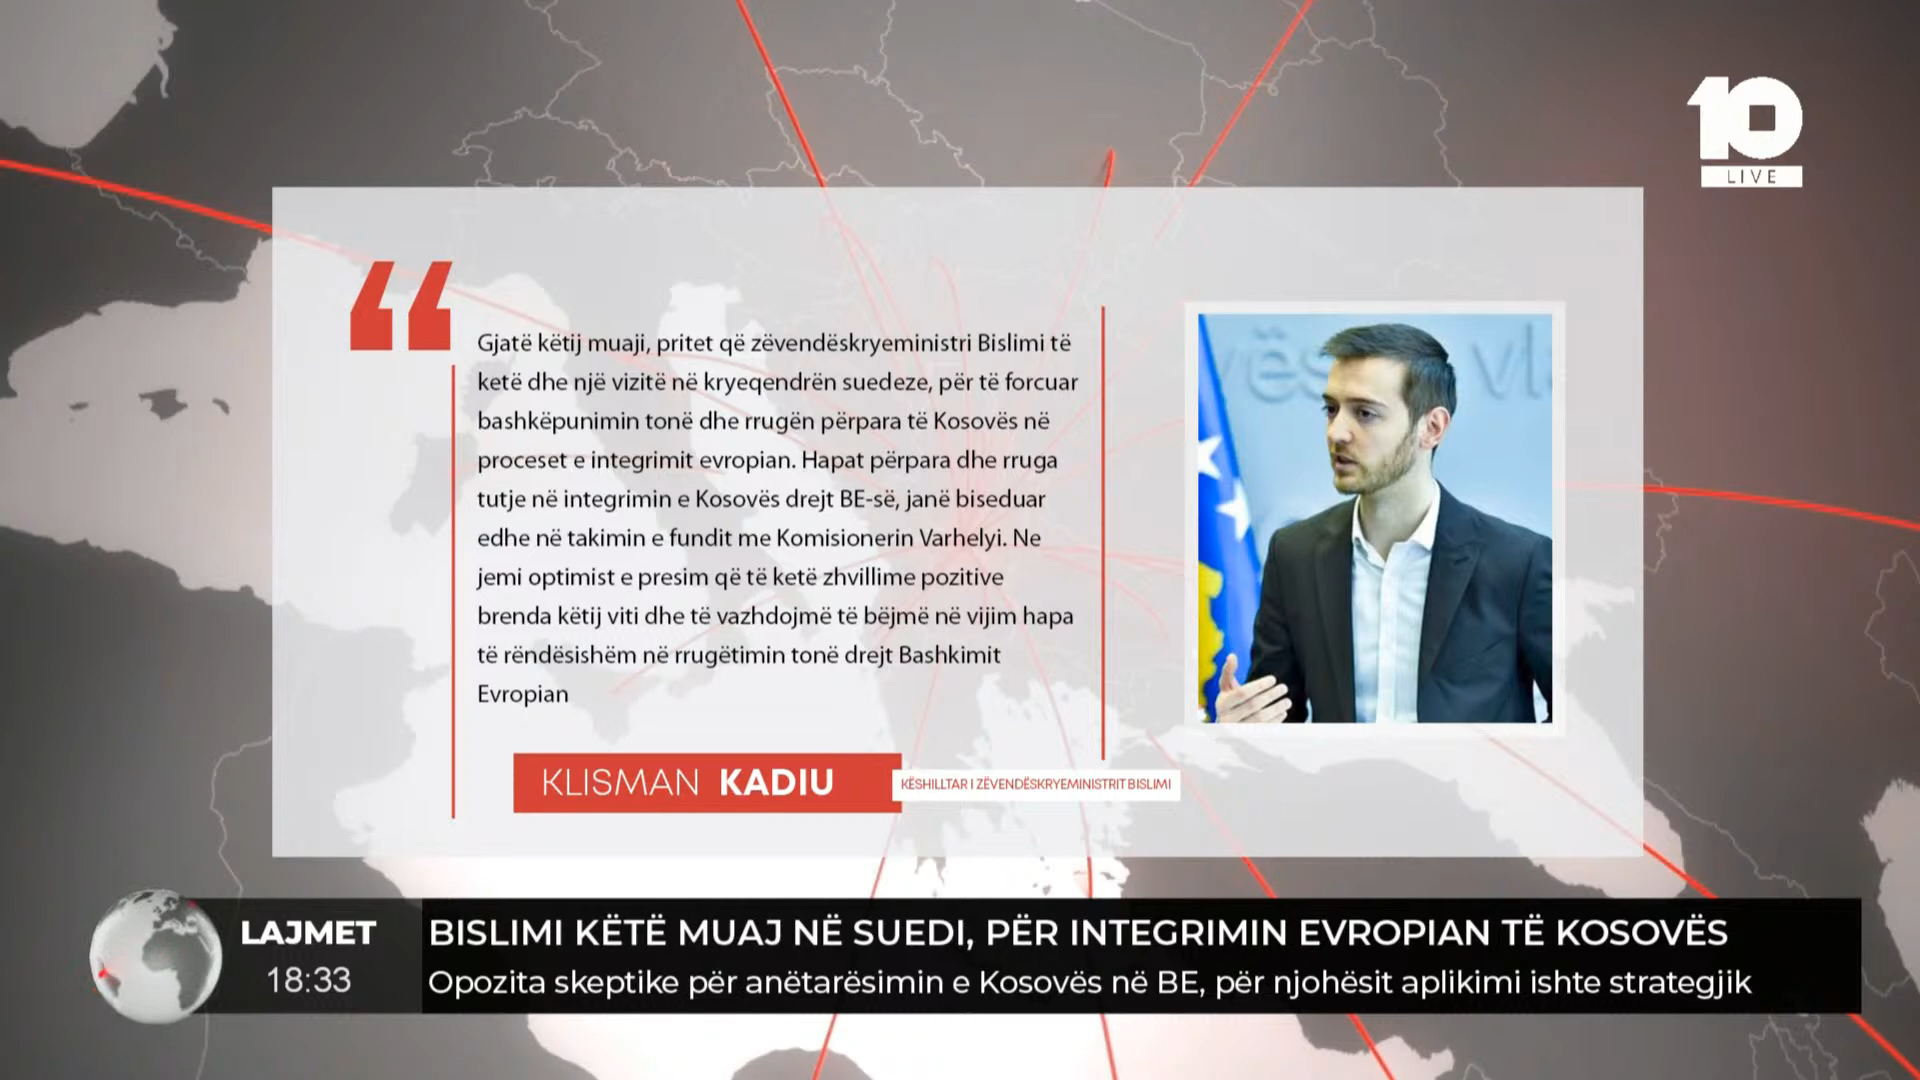 10
LIVE
“
Gjatë këtij muaji, pritet që zëvendëskryeministri Bislimi të
ketë dhe një vizitë në kryeqendrën suedeze, për të forcuar
bashkëpunimin tonë dhe rrugën përpara të Kosovës në
proceset e integrimit evropian. Hapat përpara dhe rruga
tutje në integrimin e Kosovës drejt BE-së, janë biseduar
edhe në takimin e fundit me Komisionerin Varhelyi. Ne
jemi optimist e presim që të ketë zhvillime pozitive
brenda këtij viti dhe të vazhdojmë të bëjmë në vijim hapa
të rëndësishëm në rrugëtimin tonë drejt Bashkimit
Evropian
KLISMAN KADIU
KËSHILLTAR I ZËVENDËSKRYEMINISTRIT BISLIMI
LAJMET
18:33
BISLIMI KËTË MUAJ NË SUEDI, PËR INTEGRIMIN EVROPIAN TË KOSOVËS
Opozita skeptike për anëtarësimin e Kosovës në BE, për njohësit aplikimi ishte strategjik